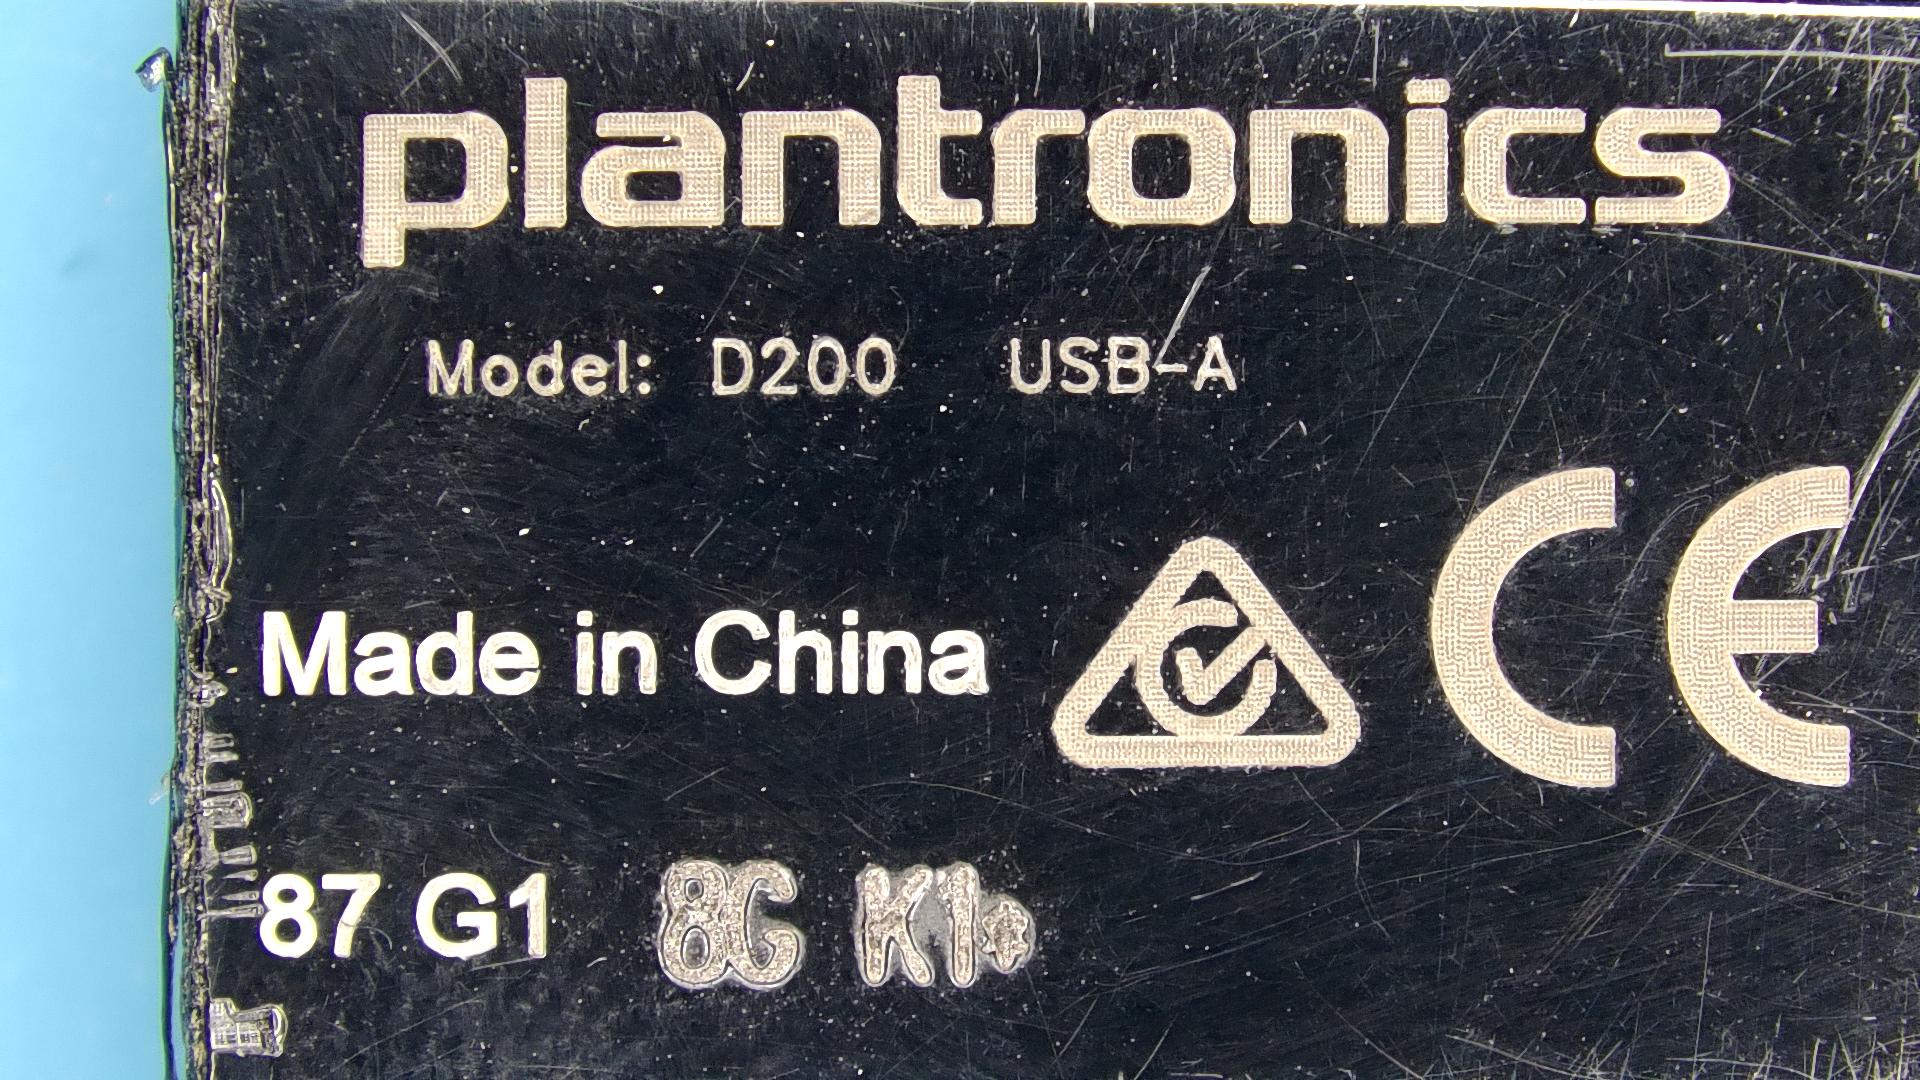 plantronics
Model: D200 USB-A
Made in China
CE
87 G1 8C K1